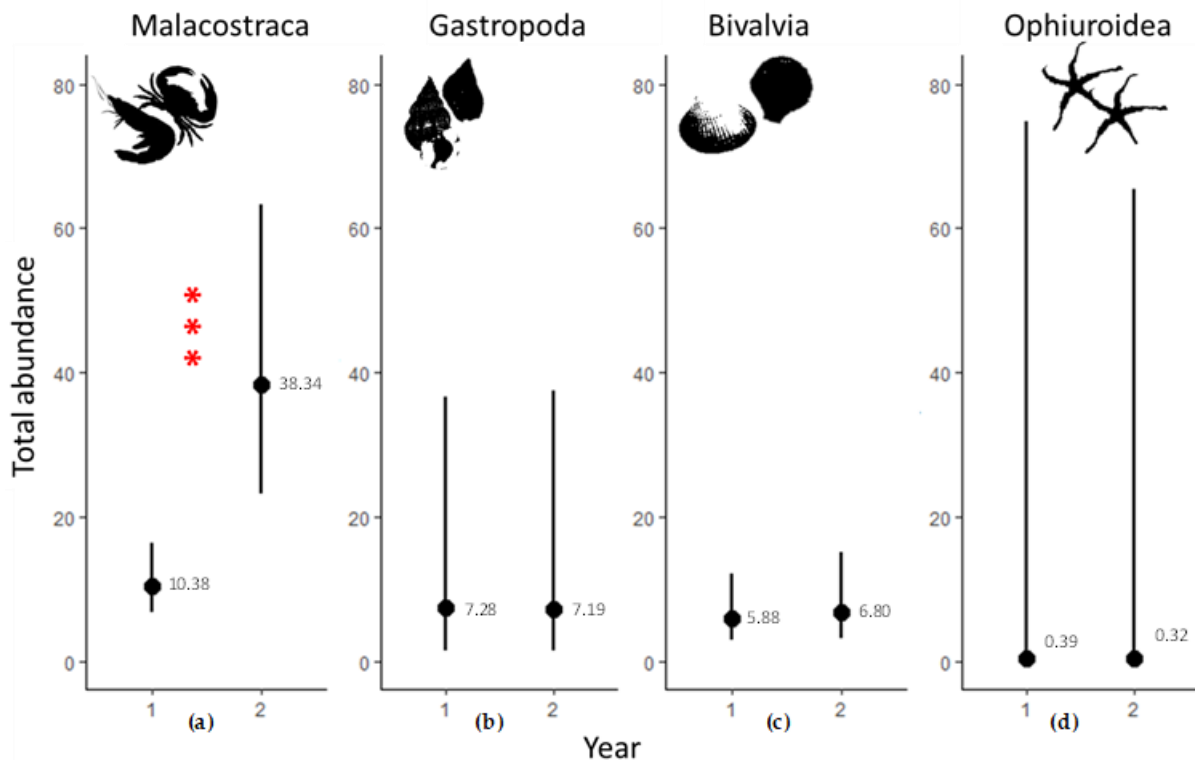 Malacostraca Gastropoda Bivalvia Ophiuroidea
80 80 80 80
60 60 60 60
***
40 40 40 40
38.34
20 20 20 20
10.38 7.28 7.19 5.88 6.80 0.39 0.32
0 0 0 0
1 2 1 2 1 2 1 2
(a) (b) (c) (d)
Total abundance
Year